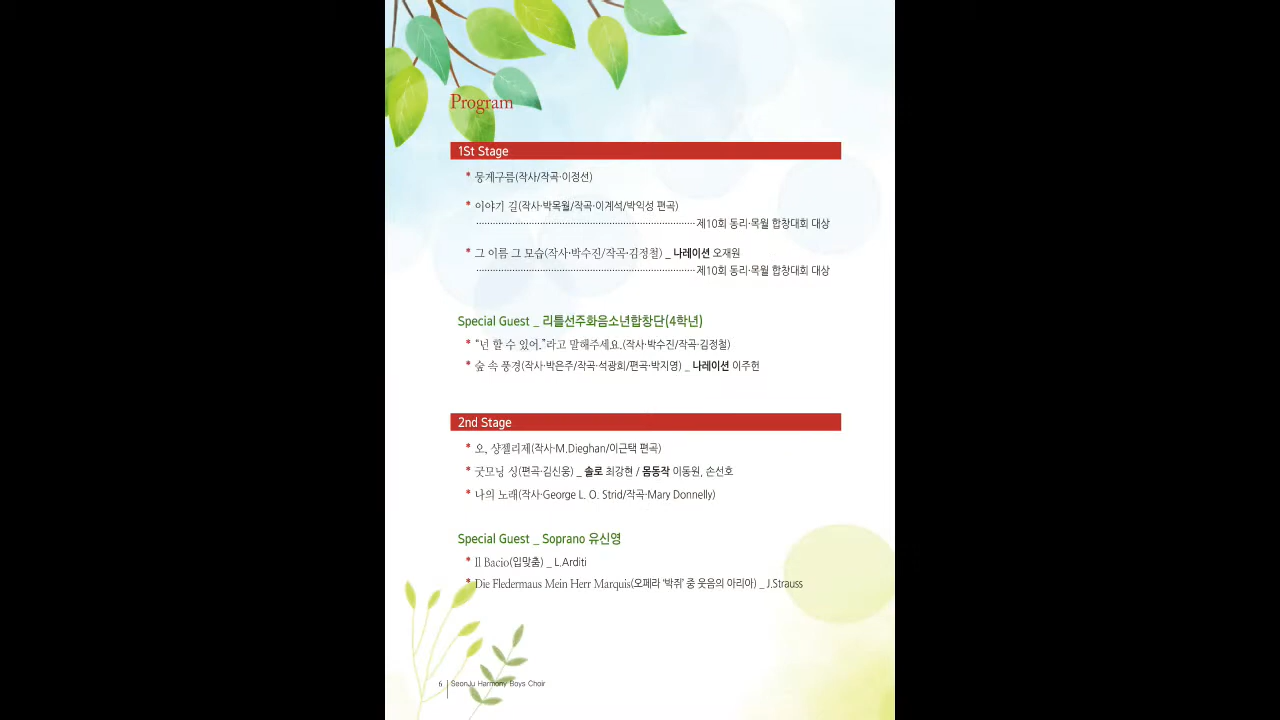 Program
1St Stage
* 뭉게구름(작사/작곡·이정선)
* 이야기 길(작사·박목월/작곡·이계석/박익성 편곡)
제10회 동리·목월 합창대회 대상
* 그 이름 그 모습(작사·박수진/작곡·김정철) _ 나레이션 오재원
제10회 동리·목월 합창대회 대상
Special Guest _ 리틀선주화음소년합창단(4학년)
* “넌 할 수 있어.”라고 말해주세요.(작사·박수진/작곡·김정철)
* 숲 속 풍경(작사·박은주/작곡·석광희/편곡·박지영) _ 나레이션 이주헌
2nd Stage
* 오, 샹젤리제(작사·M.Dieghan/이근택 편곡)
* 굿모닝 싱(편곡·김신웅) _ 솔로 최강현 / 몸동작 이동원, 손선호
* 나의 노래(작사·George L. O. Strid/작곡·Mary Donnelly)
Special Guest _ Soprano 유신영
* Il Bacio(입맞춤) _ L.Arditi
* Die Fledermaus Mein Herr Marquis(오페라 ‘박쥐’ 중 웃음의 아리아) _ J.Strauss
6 SeonJu Harmony Boys Choir